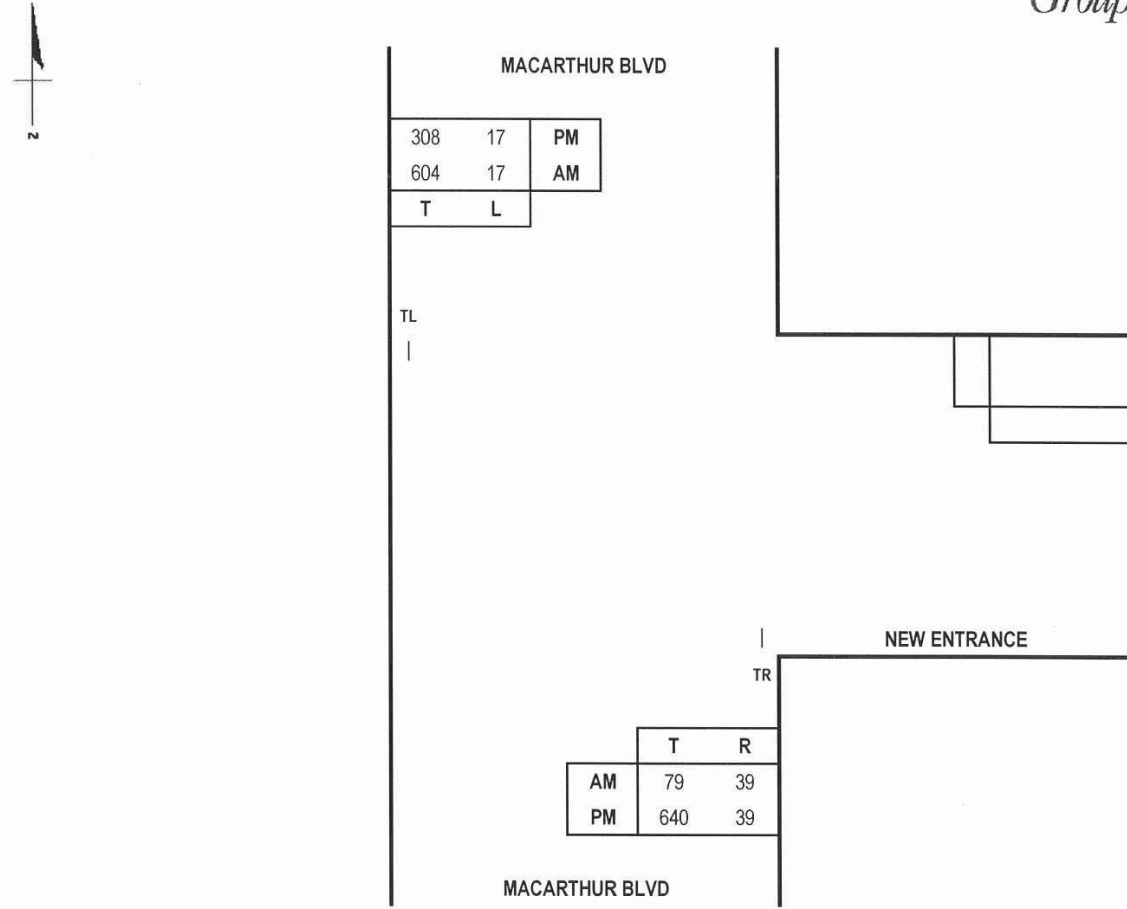 Group
MACARTHUR BLVD
308 17 PM
604 17 AM
T L
TL
|
|
NEW ENTRANCE
TR
T R
AM 79 39
PM 640 39
MACARTHUR BLVD
N